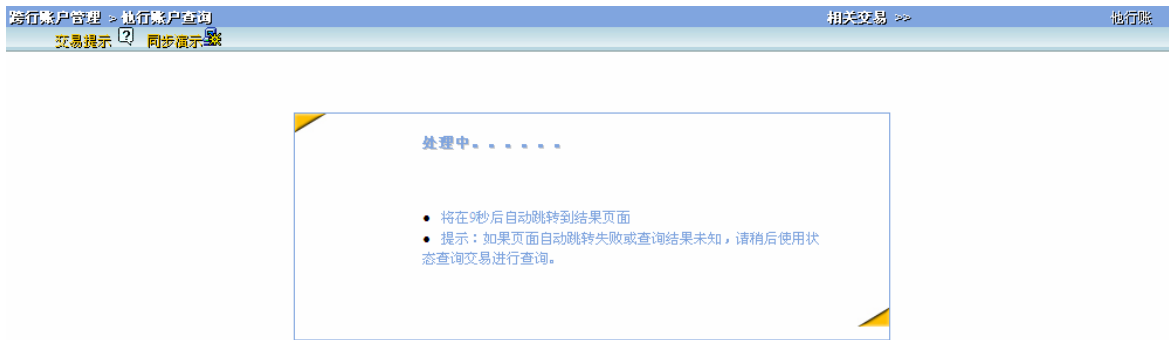 跨行账户管理 > 他行账户查询 相关交易 >> 他行账
交易提示 ? 同步演示
处理中。。。。。。
● 将在9秒后自动跳转到结果页面
● 提示：如果页面自动跳转失败或查询结果未知，请稍后使用状
态查询交易进行查询。